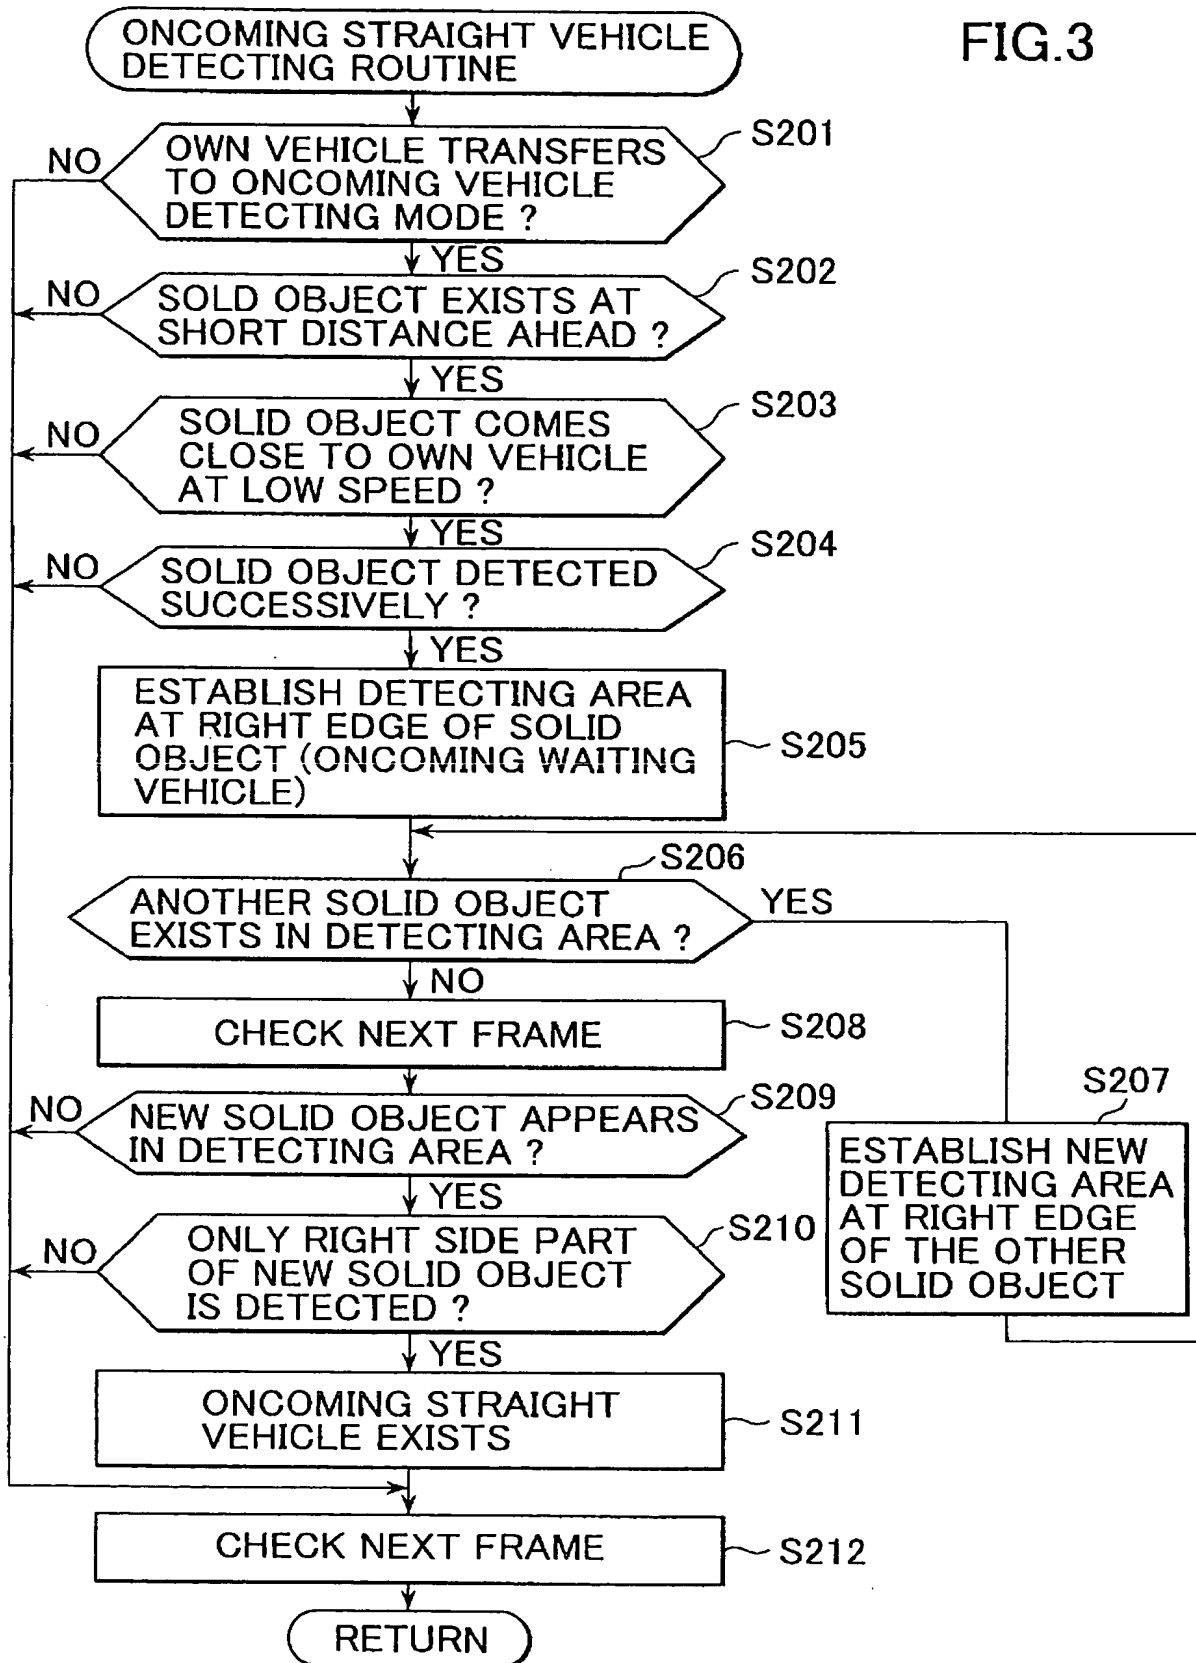 FIG.3
ONCOMING STRAIGHT VEHICLE
DETECTING ROUTINE
S201
NO
OWN VEHICLE TRANSFERS
TO ONCOMING VEHICLE
DETECTING MODE ?
YES
S202
NO
SOLD OBJECT EXISTS AT
SHORT DISTANCE AHEAD ?
YES
S203
NO
SOLID OBJECT COMES
CLOSE TO OWN VEHICLE
AT LOW SPEED ?
YES
S204
NO
SOLID OBJECT DETECTED
SUCCESSIVELY ?
YES
ESTABLISH DETECTING AREA
AT RIGHT EDGE OF SOLID
OBJECT (ONCOMING WAITING
VEHICLE)
S205
S206
ANOTHER SOLID OBJECT
EXISTS IN DETECTING AREA ?
YES
NO
CHECK NEXT FRAME
S208
S207
ESTABLISH NEW
DETECTING AREA
AT RIGHT EDGE
OF THE OTHER
SOLID OBJECT
S209
NO
NEW SOLID OBJECT APPEARS
IN DETECTING AREA ?
YES
S210
NO
ONLY RIGHT SIDE PART
OF NEW SOLID OBJECT
IS DETECTED ?
YES
ONCOMING STRAIGHT
VEHICLE EXISTS
S211
CHECK NEXT FRAME
S212
RETURN